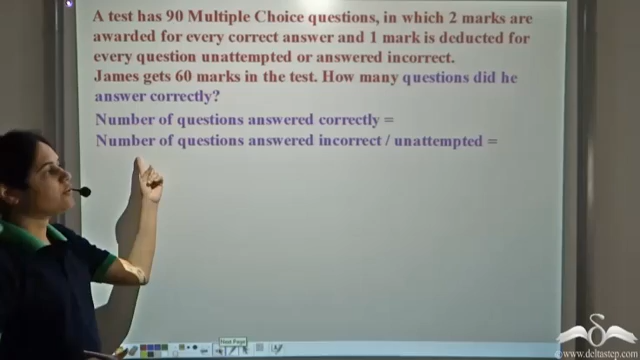 A test has 90 Multiple Choice questions, in which 2 marks are
awarded for every correct answer and 1 mark is deducted for
every question unattempted or answered incorrect.
James gets 60 marks in the test. How many questions did he
answer correctly?
Number of questions answered correctly =
Number of questions answered incorrect / unattempted =
Next Page
©www.deltastep.com